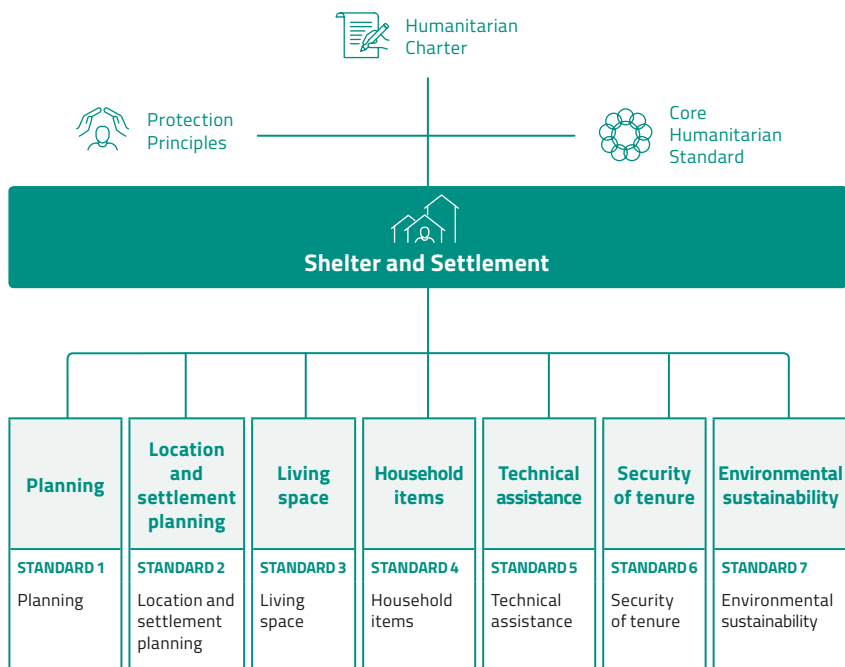 Humanitarian
Charter
Protection
Principles
Core
Humanitarian
Standard
Shelter and Settlement
Planning
Location
and
settlement
planning
Living
space
Household
items
Technical
assistance
Security
of tenure
Environmental
sustainability
STANDARD 1
Planning
STANDARD 2
Location and
settlement
planning
STANDARD 3
Living
space
STANDARD 4
Household
items
STANDARD 5
Technical
assistance
STANDARD 6
Security
of tenure
STANDARD 7
Environmental
sustainability